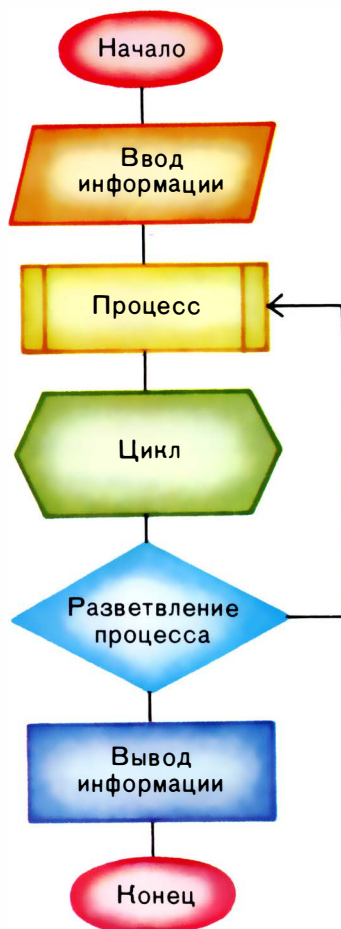 Начало
Ввод
информации
Процесс
Цикл
Разветвление
процесса
Вывод
информации
Конец